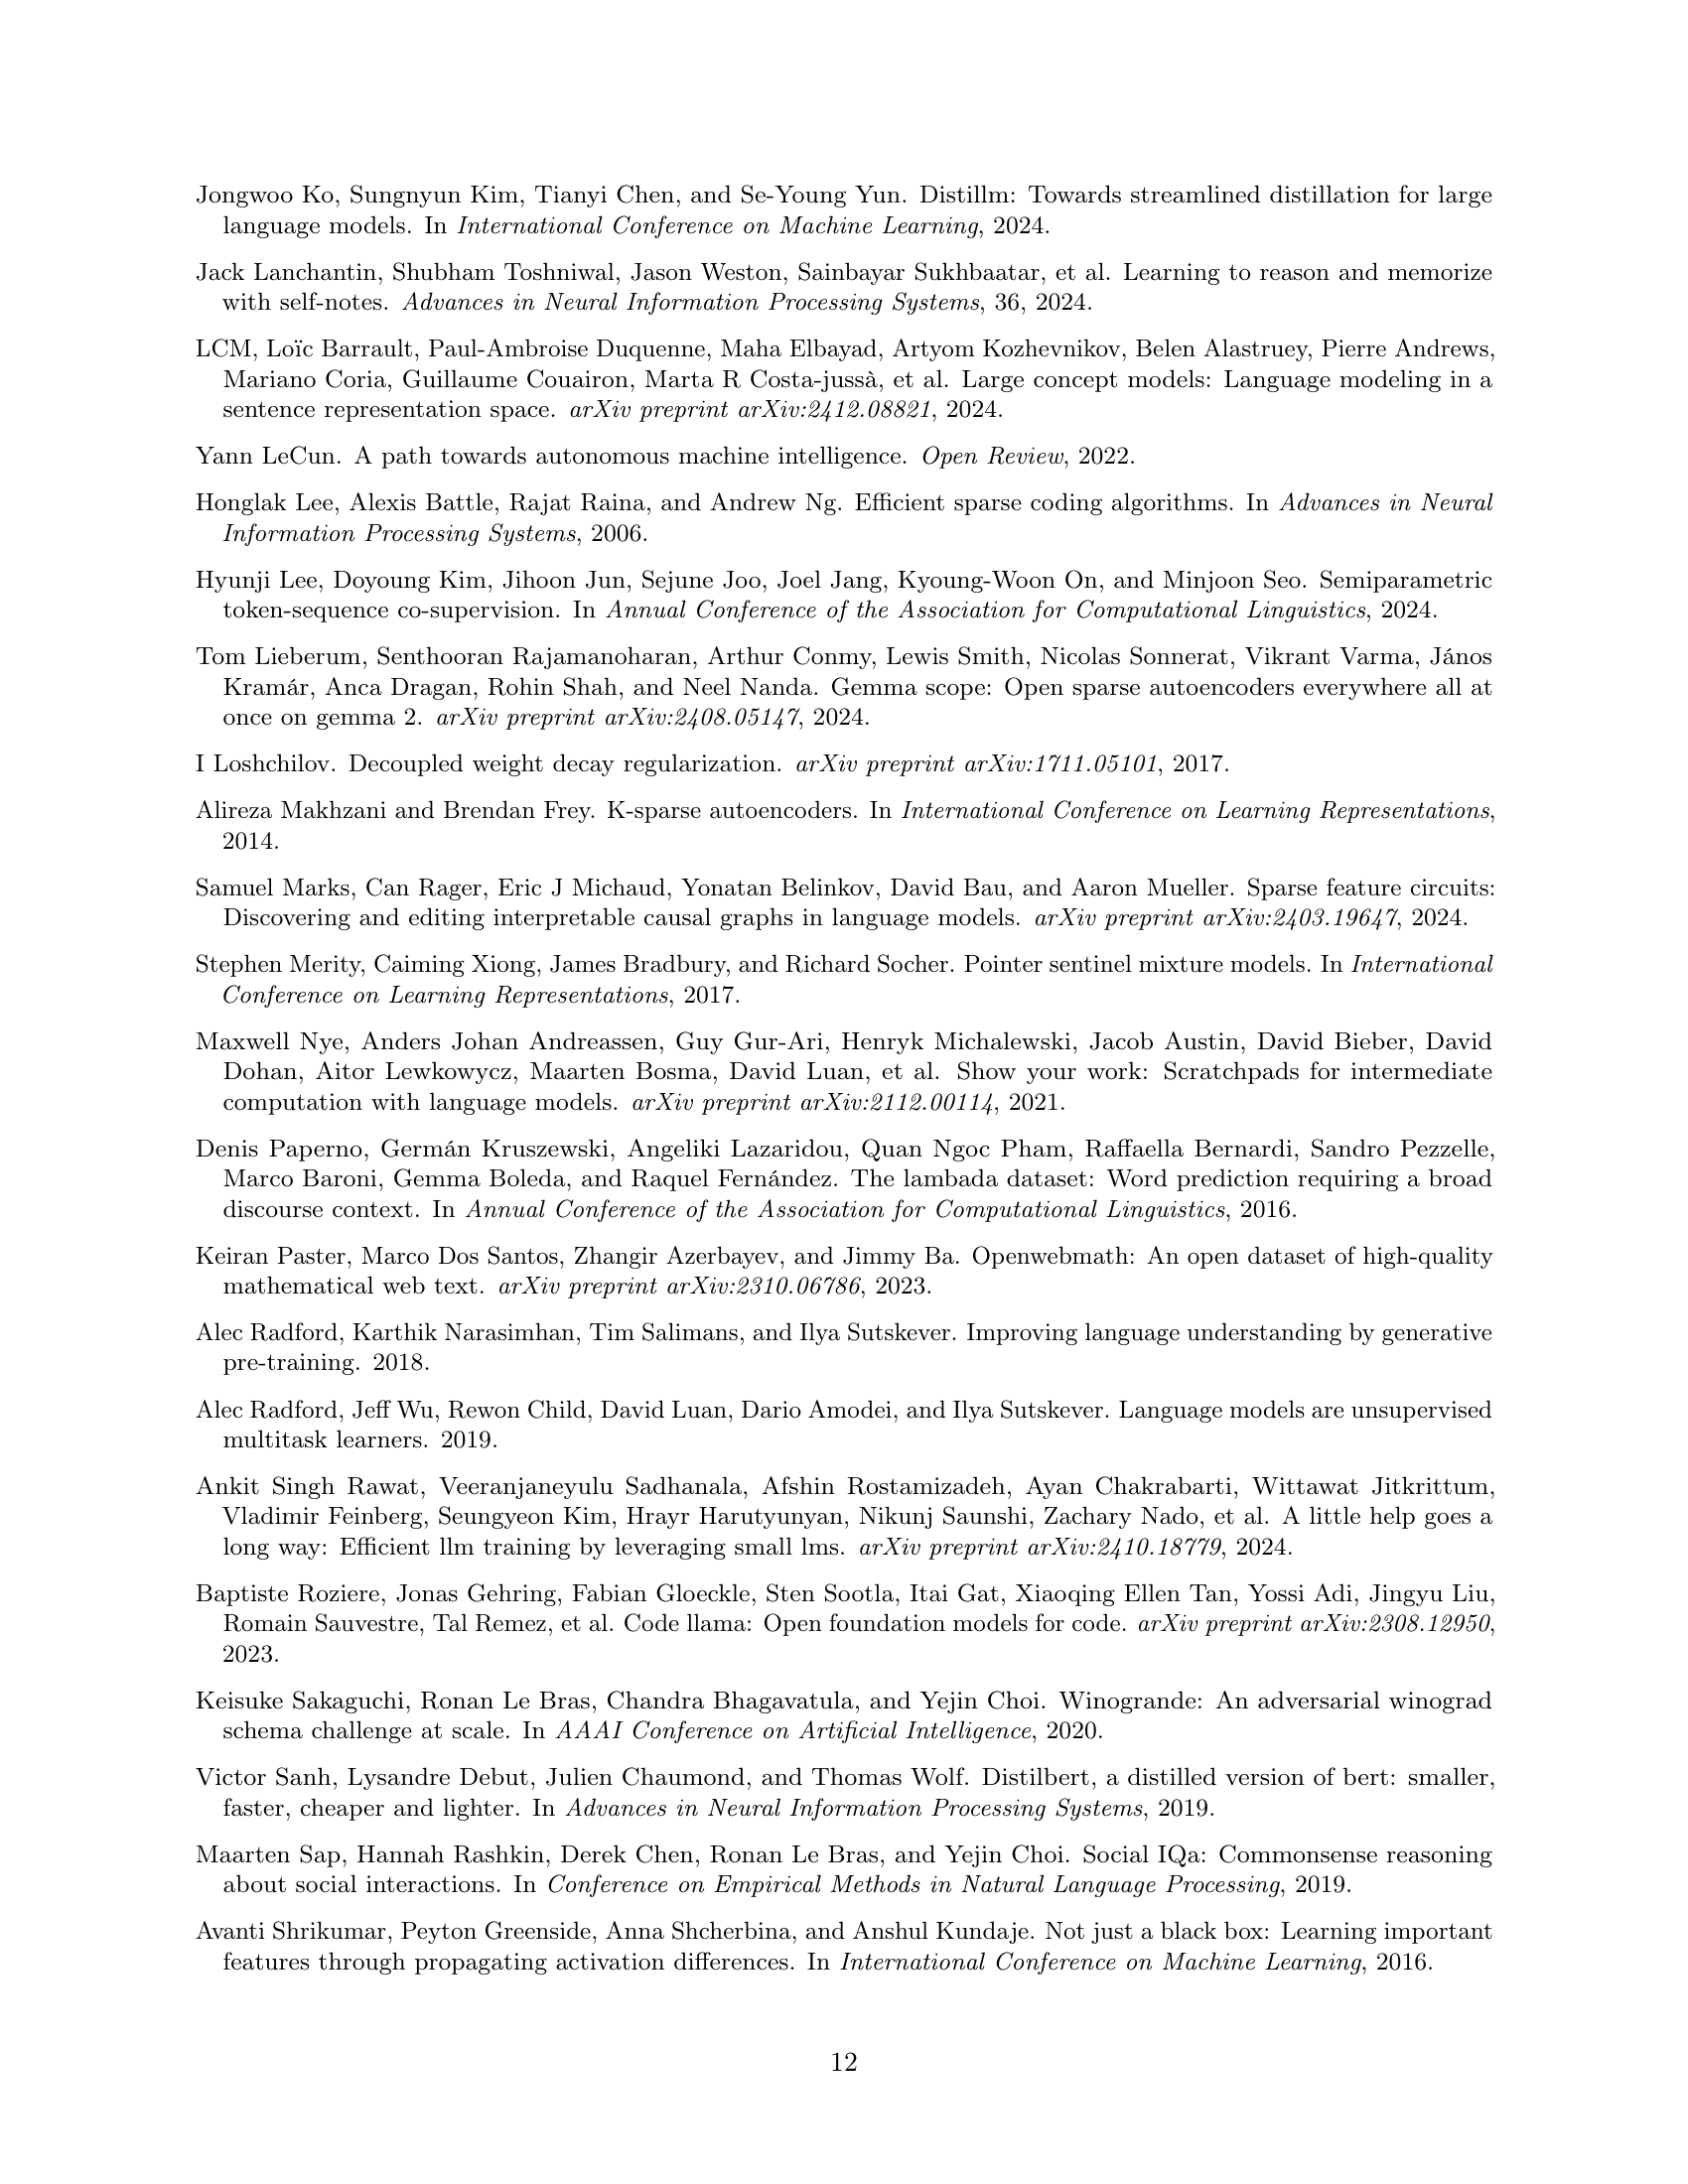 Jongwoo Ko, Sungnyun Kim, Tianyi Chen, and Se-Young Yun. Distillm: Towards streamlined distillation for large
language models. In International Conference on Machine Learning, 2024.
Jack Lanchantin, Shubham Toshniwal, Jason Weston, Sainbayar Sukhbaatar, et al. Learning to reason and memorize
with self-notes. Advances in Neural Information Processing Systems, 36, 2024.
LCM, Loïc Barrault, Paul-Ambroise Duquenne, Maha Elbayad, Artyom Kozhevnikov, Belen Alastruey, Pierre Andrews,
Mariano Coria, Guillaume Couairon, Marta R Costa-jussà, et al. Large concept models: Language modeling in a
sentence representation space. arXiv preprint arXiv:2412.08821, 2024.
Yann LeCun. A path towards autonomous machine intelligence. Open Review, 2022.
Honglak Lee, Alexis Battle, Rajat Raina, and Andrew Ng. Efficient sparse coding algorithms. In Advances in Neural
Information Processing Systems, 2006.
Hyunji Lee, Doyoung Kim, Jihoon Jun, Sejune Joo, Joel Jang, Kyoung-Woon On, and Minjoon Seo. Semiparametric
token-sequence co-supervision. In Annual Conference of the Association for Computational Linguistics, 2024.
Tom Lieberum, Senthooran Rajamanoharan, Arthur Conmy, Lewis Smith, Nicolas Sonnerat, Vikrant Varma, János
Kramár, Anca Dragan, Rohin Shah, and Neel Nanda. Gemma scope: Open sparse autoencoders everywhere all at
once on gemma 2. arXiv preprint arXiv:2408.05147, 2024.
I Loshchilov. Decoupled weight decay regularization. arXiv preprint arXiv:1711.05101, 2017.
Alireza Makhzani and Brendan Frey. K-sparse autoencoders. In International Conference on Learning Representations,
2014.
Samuel Marks, Can Rager, Eric J Michaud, Yonatan Belinkov, David Bau, and Aaron Mueller. Sparse feature circuits:
Discovering and editing interpretable causal graphs in language models. arXiv preprint arXiv:2403.19647, 2024.
Stephen Merity, Caiming Xiong, James Bradbury, and Richard Socher. Pointer sentinel mixture models. In International
Conference on Learning Representations, 2017.
Maxwell Nye, Anders Johan Andreassen, Guy Gur-Ari, Henryk Michalewski, Jacob Austin, David Bieber, David
Dohan, Aitor Lewkowycz, Maarten Bosma, David Luan, et al. Show your work: Scratchpads for intermediate
computation with language models. arXiv preprint arXiv:2112.00114, 2021.
Denis Paperno, Germán Kruszewski, Angeliki Lazaridou, Quan Ngoc Pham, Raffaella Bernardi, Sandro Pezzelle,
Marco Baroni, Gemma Boleda, and Raquel Fernández. The lambada dataset: Word prediction requiring a broad
discourse context. In Annual Conference of the Association for Computational Linguistics, 2016.
Keiran Paster, Marco Dos Santos, Zhangir Azerbayev, and Jimmy Ba. Openwebmath: An open dataset of high-quality
mathematical web text. arXiv preprint arXiv:2310.06786, 2023.
Alec Radford, Karthik Narasimhan, Tim Salimans, and Ilya Sutskever. Improving language understanding by generative
pre-training. 2018.
Alec Radford, Jeff Wu, Rewon Child, David Luan, Dario Amodei, and Ilya Sutskever. Language models are unsupervised
multitask learners. 2019.
Ankit Singh Rawat, Veeranjaneyulu Sadhanala, Afshin Rostamizadeh, Ayan Chakrabarti, Wittawat Jitkrittum,
Vladimir Feinberg, Seungyeon Kim, Hrayr Harutyunyan, Nikunj Saunshi, Zachary Nado, et al. A little help goes a
long way: Efficient llm training by leveraging small lms. arXiv preprint arXiv:2410.18779, 2024.
Baptiste Roziere, Jonas Gehring, Fabian Gloeckle, Sten Sootla, Itai Gat, Xiaoqing Ellen Tan, Yossi Adi, Jingyu Liu,
Romain Sauvestre, Tal Remez, et al. Code llama: Open foundation models for code. arXiv preprint arXiv:2308.12950,
2023.
Keisuke Sakaguchi, Ronan Le Bras, Chandra Bhagavatula, and Yejin Choi. Winogrande: An adversarial winograd
schema challenge at scale. In AAAI Conference on Artificial Intelligence, 2020.
Victor Sanh, Lysandre Debut, Julien Chaumond, and Thomas Wolf. Distilbert, a distilled version of bert: smaller,
faster, cheaper and lighter. In Advances in Neural Information Processing Systems, 2019.
Maarten Sap, Hannah Rashkin, Derek Chen, Ronan Le Bras, and Yejin Choi. Social IQa: Commonsense reasoning
about social interactions. In Conference on Empirical Methods in Natural Language Processing, 2019.
Avanti Shrikumar, Peyton Greenside, Anna Shcherbina, and Anshul Kundaje. Not just a black box: Learning important
features through propagating activation differences. In International Conference on Machine Learning, 2016.
12